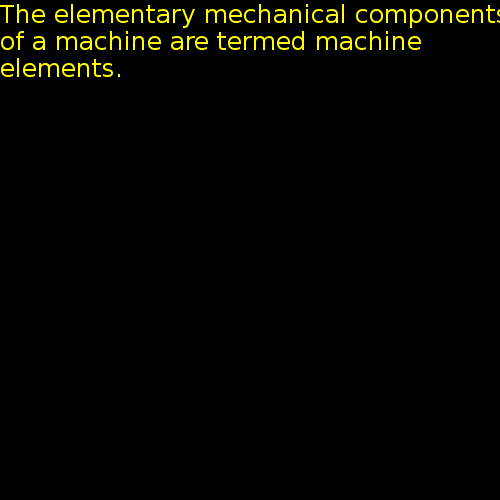 The elementary mechanical components
of a machine are termed machine
elements.